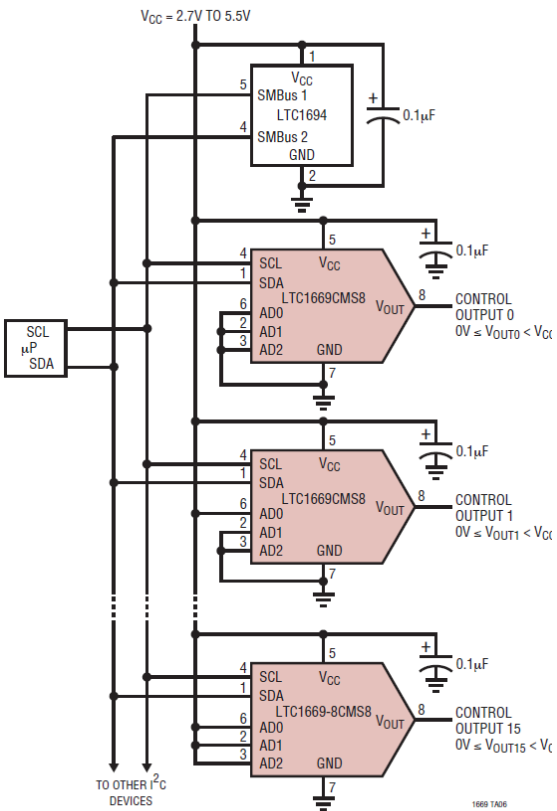 VCC = 2.7V TO 5.5V
1
VCC
5
SMBus 1
LTC1694
4
SMBus 2
GND
2
+
0.1µF
5
VCC
4
SCL
1
SDA
LTC1669CMS8
6
AD0
2
AD1
3
AD2
GND
7
VOUT
8
+
0.1µF
CONTROL
OUTPUT 0
0V ≤ VOUT0 < VCC
SCL
µP
SDA
5
VCC
4
SCL
1
SDA
LTC1669CMS8
6
AD0
2
AD1
3
AD2
GND
7
VOUT
8
+
0.1µF
CONTROL
OUTPUT 1
0V ≤ VOUT1 < VCC
5
VCC
4
SCL
1
SDA
LTC1669-8CMS8
6
AD0
2
AD1
3
AD2
GND
7
VOUT
8
+
0.1µF
CONTROL
OUTPUT 15
0V ≤ VOUT15 < VC
TO OTHER I2C
DEVICES
1669 TA06